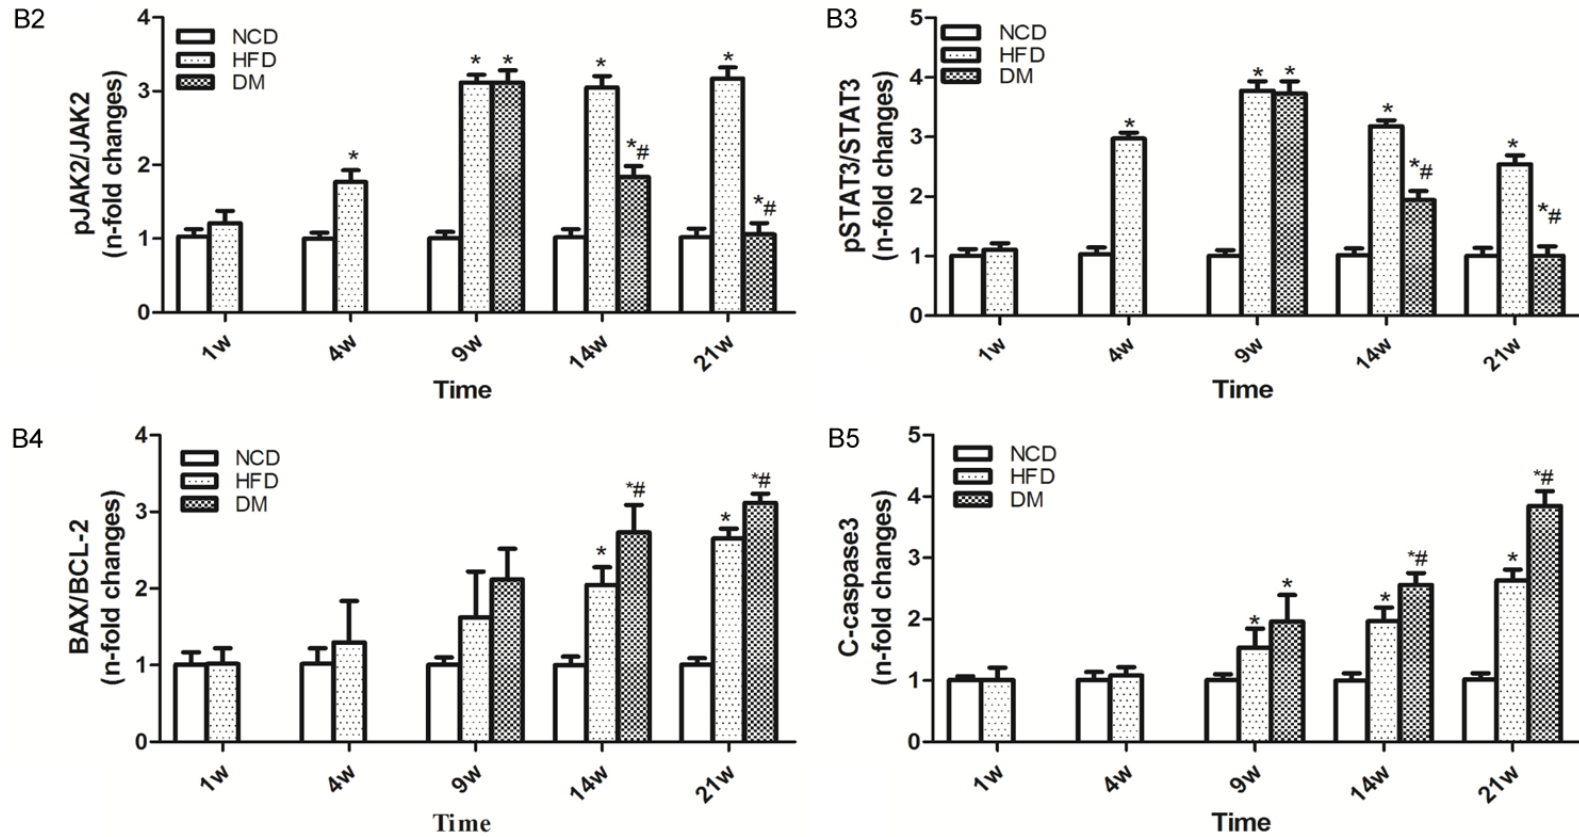 B2
pJAK2/JAK2
(n-fold changes)
4
3
2
1
0
NCD
HFD
DM
*
* *
*
*#
*
*#
1w 4w 9w 14w 21w
Time
B3
pSTAT3/STAT3
(n-fold changes)
5
4
3
2
1
0
NCD
HFD
DM
*
* *
*
*#
*
*#
1w 4w 9w 14w 21w
Time
B4
BAX/BCL-2
(n-fold changes)
4
3
2
1
0
NCD
HFD
DM
*
*#
*
*#
1w 4w 9w 14w 21w
Time
B5
C-caspase3
(n-fold changes)
5
4
3
2
1
0
NCD
HFD
DM
* *
*
*#
*
*#
1w 4w 9w 14w 21w
Time